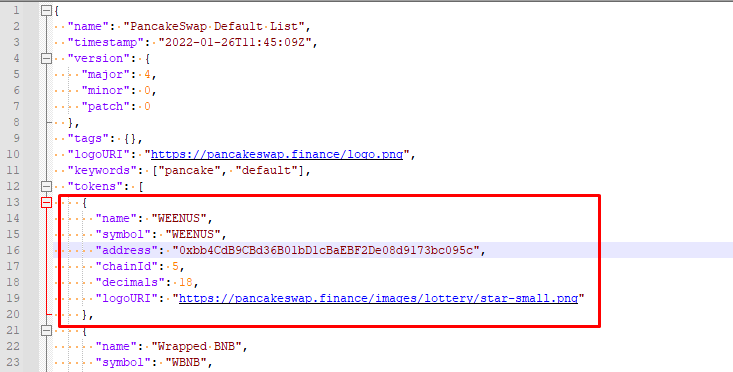 1 {
2 "name": "PancakeSwap Default List",
3 "timestamp": "2022-01-26T11:45:09Z",
4 "version": {
5 "major": 4,
6 "minor": 0,
7 "patch": 0
8 },
9 "tags": {},
10 "logoURI": "https://pancakeswap.finance/logo.png",
11 "keywords": ["pancake", "default"],
12 "tokens": [
13 {
14 "name": "WEENUS",
15 "symbol": "WEENUS",
16 "address": "0xbb4CdB9CBd36B01bD1cBaEBF2De08d9173bc095c",
17 "chainId": 5,
18 "decimals": 18,
19 "logoURI": "https://pancakeswap.finance/images/lottery/star-small.png"
20 },
21 {
22 "name": "Wrapped BNB",
23 "symbol": "WBNB",